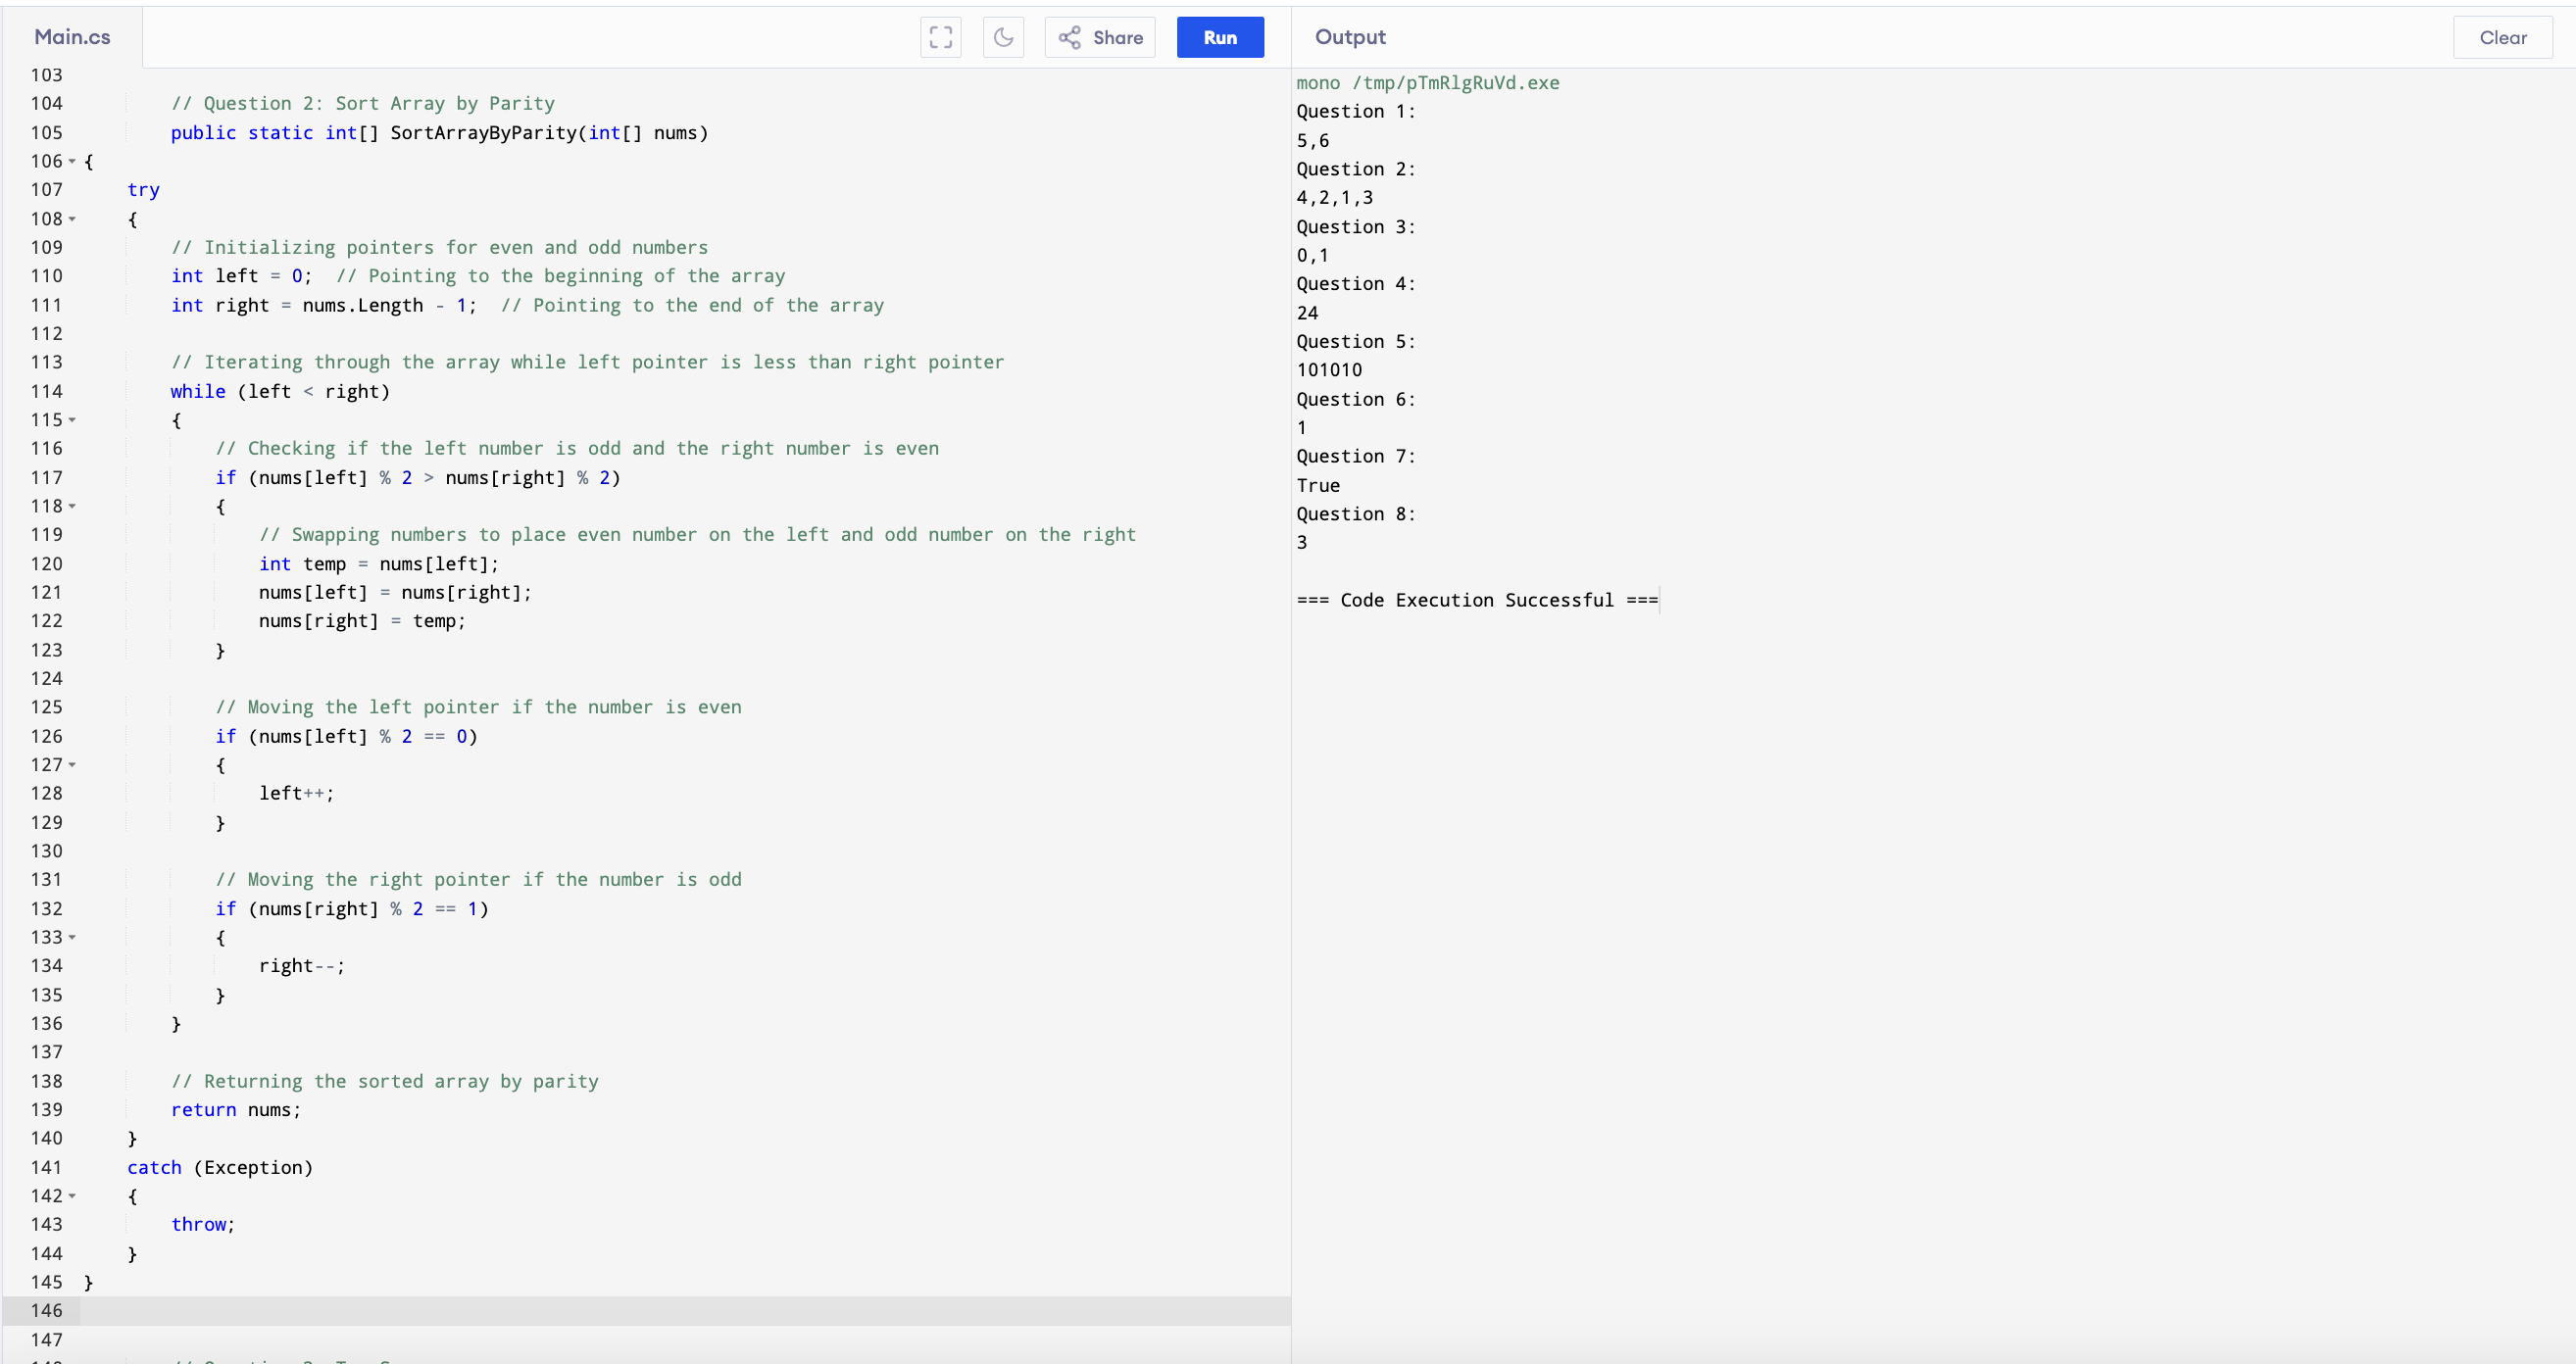 Main.cs
Share
Run
Output
Clear
103
104 // Question 2: Sort Array by Parity
105 public static int[] SortArrayByParity(int[] nums)
106 {
107 try
108 {
109 // Initializing pointers for even and odd numbers
110 int left = 0;  // Pointing to the beginning of the array
111 int right = nums.Length - 1;  // Pointing to the end of the array
112
113 // Iterating through the array while left pointer is less than right pointer
114 while (left < right)
115 {
116 // Checking if the left number is odd and the right number is even
117 if (nums[left] % 2 > nums[right] % 2)
118 {
119 // Swapping numbers to place even number on the left and odd number on the right
120 int temp = nums[left];
121 nums[left] = nums[right];
122 nums[right] = temp;
123 }
124
125 // Moving the left pointer if the number is even
126 if (nums[left] % 2 == 0)
127 {
128 left++;
129 }
130
131 // Moving the right pointer if the number is odd
132 if (nums[right] % 2 == 1)
133 {
134 right--;
135 }
136 }
137
138 // Returning the sorted array by parity
139 return nums;
140 }
141 catch (Exception)
142 {
143 throw;
144 }
145 }
146
147
mono /tmp/pTmRlgRuVd.exe
Question 1:
5,6
Question 2:
4,2,1,3
Question 3:
0,1
Question 4:
24
Question 5:
101010
Question 6:
1
Question 7:
True
Question 8:
3
=== Code Execution Successful ===